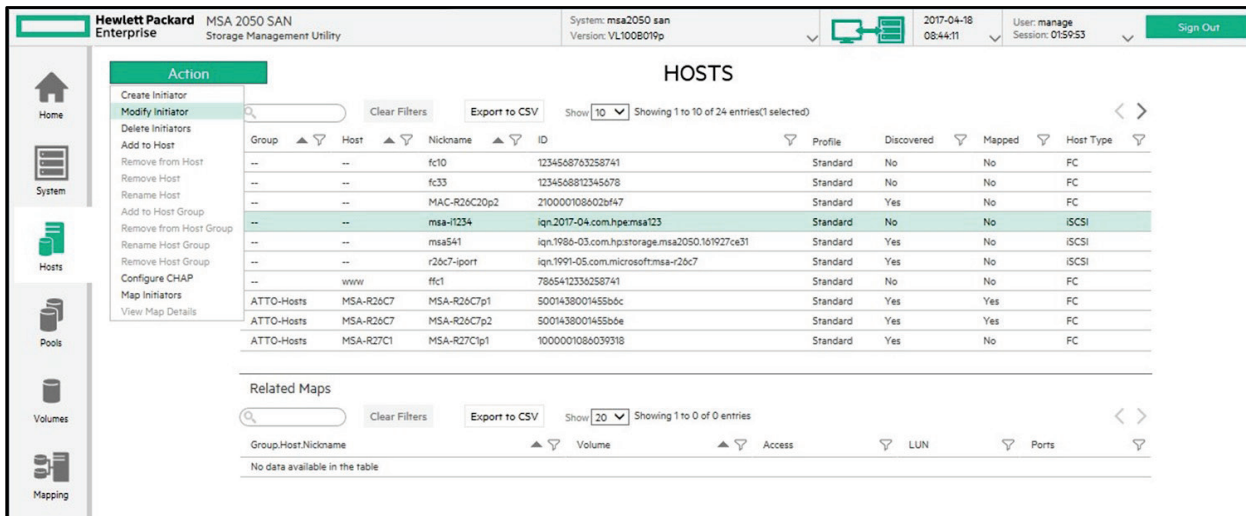 Hewlett Packard Enterprise
MSA 2050 SAN
Storage Management Utility
System: msa2050 san
Version: VL100B019p
2017-04-18
08:44:11
User: manage
Session: 01:59:53
Sign Out
Home
System
Hosts
Pools
Volumes
Mapping
Action
Create Initiator
Modify Initiator
Delete Initiators
Add to Host
Remove from Host
Remove Host
Rename Host
Add to Host Group
Remove from Host Group
Rename Host Group
Remove Host Group
Configure CHAP
Map Initiators
View Map Details
HOSTS
Clear Filters Export to CSV Show 10 Showing 1 to 10 of 24 entries(1 selected)
Group Host Nickname ID Profile Discovered Mapped Host Type
-- -- fc10 1234568763258741 Standard No No FC
-- -- fc33 1234568812345678 Standard No No FC
-- -- MAC-R26C20p2 210000108602bf47 Standard Yes No FC
-- -- msa-i1234 iqn.2017-04.com.hpe:msa123 Standard No No iSCSI
-- -- msa541 iqn.1986-03.com.hp:storage.msa2050.161927ce31 Standard Yes No iSCSI
-- -- r26c7-iport iqn.1991-05.com.microsoft:msa-r26c7 Standard Yes No iSCSI
-- www ffc1 7865412336258741 Standard No No FC
ATTO-Hosts MSA-R26C7 MSA-R26C7p1 5001438001455b6c Standard Yes Yes FC
ATTO-Hosts MSA-R26C7 MSA-R26C7p2 5001438001455b6e Standard Yes Yes FC
ATTO-Hosts MSA-R27C1 MSA-R27C1p1 1000001086039318 Standard Yes No FC
Related Maps
Clear Filters Export to CSV Show 20 Showing 1 to 0 of 0 entries
Group.Host.Nickname Volume Access LUN Ports
No data available in the table